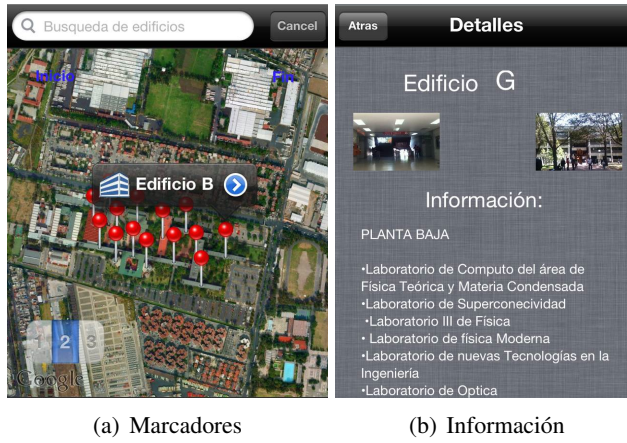 Busqueda de edificios
Cancel
Inicio
Fin
Edificio B
1 2 3
Google
(a) Marcadores
Atras
Detalles
Edificio G
Información:
PLANTA BAJA
•Laboratorio de Computo del área de
Física Teórica y Materia Condensada
•Laboratorio de Superconecividad
•Laboratorio III de Física
• Laboratorio de física Moderna
•Laboratorio de nuevas Tecnologías en la
Ingeniería
•Laboratorio de Optica
(b) Información